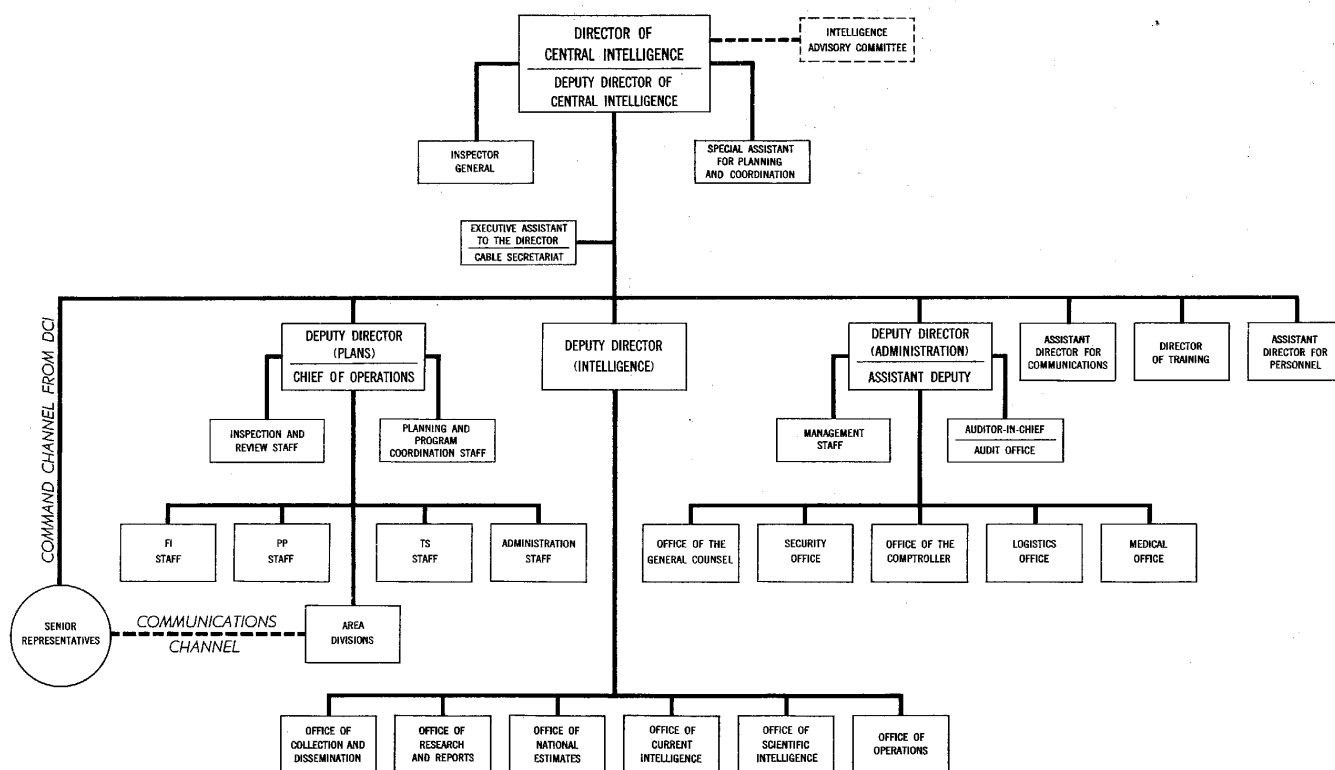 DIRECTOR OF
CENTRAL INTELLIGENCE
DEPUTY DIRECTOR OF
CENTRAL INTELLIGENCE
INTELLIGENCE
ADVISORY COMMITTEE
INSPECTOR
GENERAL
SPECIAL ASSISTANT
FOR PLANNING
AND COORDINATION
EXECUTIVE ASSISTANT
TO THE DIRECTOR
CABLE SECRETARIAT
COMMAND CHANNEL FROM DCI
DEPUTY DIRECTOR
(PLANS)
CHIEF OF OPERATIONS
DEPUTY DIRECTOR
(INTELLIGENCE)
DEPUTY DIRECTOR
(ADMINISTRATION)
ASSISTANT DEPUTY
ASSISTANT
DIRECTOR FOR
COMMUNICATIONS
DIRECTOR
OF TRAINING
ASSISTANT
DIRECTOR FOR
PERSONNEL
INSPECTION AND
REVIEW STAFF
PLANNING AND
PROGRAM
COORDINATION STAFF
MANAGEMENT
STAFF
AUDITOR-IN-CHIEF
AUDIT OFFICE
FI
STAFF
PP
STAFF
TS
STAFF
ADMINISTRATION
STAFF
OFFICE OF THE
GENERAL COUNSEL
SECURITY
OFFICE
OFFICE OF THE
COMPTROLLER
LOGISTICS
OFFICE
MEDICAL
OFFICE
SENIOR
REPRESENTATIVES
COMMUNICATIONS
CHANNEL
AREA
DIVISIONS
OFFICE OF
COLLECTION AND
DISSEMINATION
OFFICE OF
RESEARCH
AND REPORTS
OFFICE OF
NATIONAL
ESTIMATES
OFFICE OF
CURRENT
INTELLIGENCE
OFFICE OF
SCIENTIFIC
INTELLIGENCE
OFFICE OF
OPERATIONS